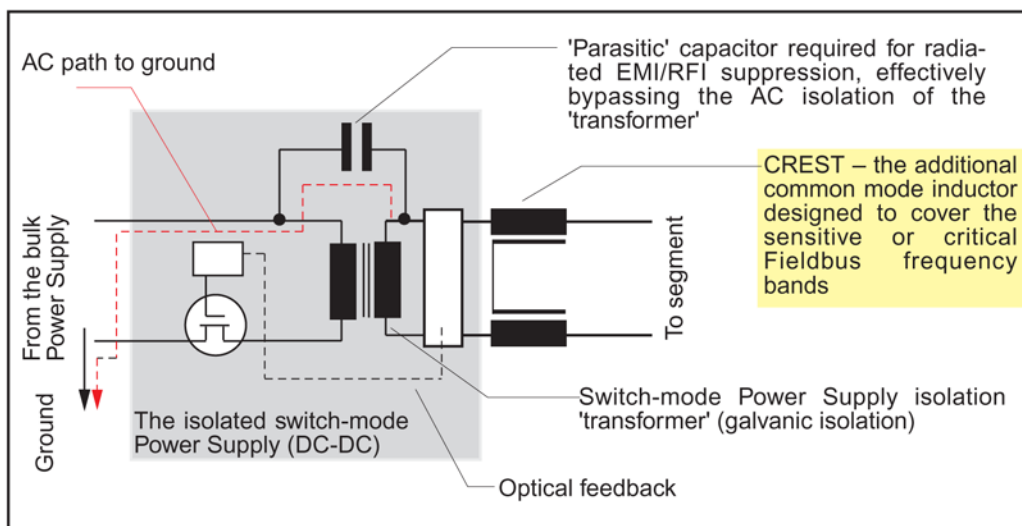 AC path to ground
'Parasitic' capacitor required for radia-
ted EMI/RFI suppression, effectively
bypassing the AC isolation of the
'transformer'
CREST – the additional
common mode inductor
designed to cover the
sensitive or critical
Fieldbus frequency
bands
From the bulk
Power Supply
To segment
Ground
The isolated switch-mode
Power Supply (DC-DC)
Switch-mode Power Supply isolation
'transformer' (galvanic isolation)
Optical feedback